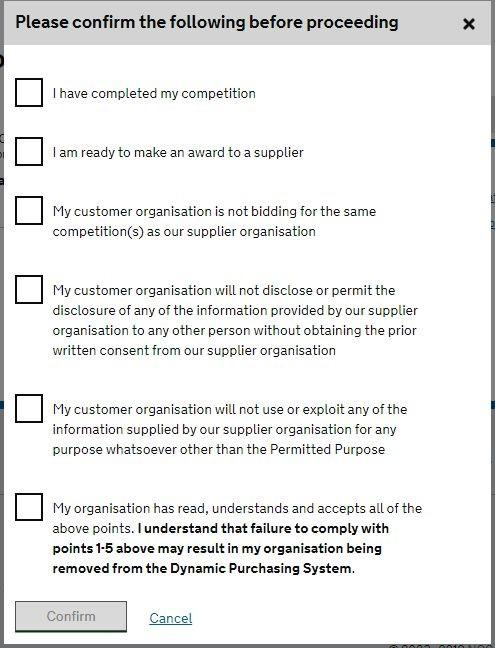 Please confirm the following before proceeding
I have completed my competition
I am ready to make an award to a supplier
My customer organisation is not bidding for the same
competition(s) as our supplier organisation
My customer organisation will not disclose or permit the
disclosure of any of the information provided by our supplier
organisation to any other person without obtaining the prior
written consent from our supplier organisation
My customer organisation will not use or exploit any of the
information supplied by our supplier organisation for any
purpose whatsoever other than the Permitted Purpose
My organisation has read, understands and accepts all of the
above points. I understand that failure to comply with
points 1-5 above may result in my organisation being
removed from the Dynamic Purchasing System.
Confirm
Cancel